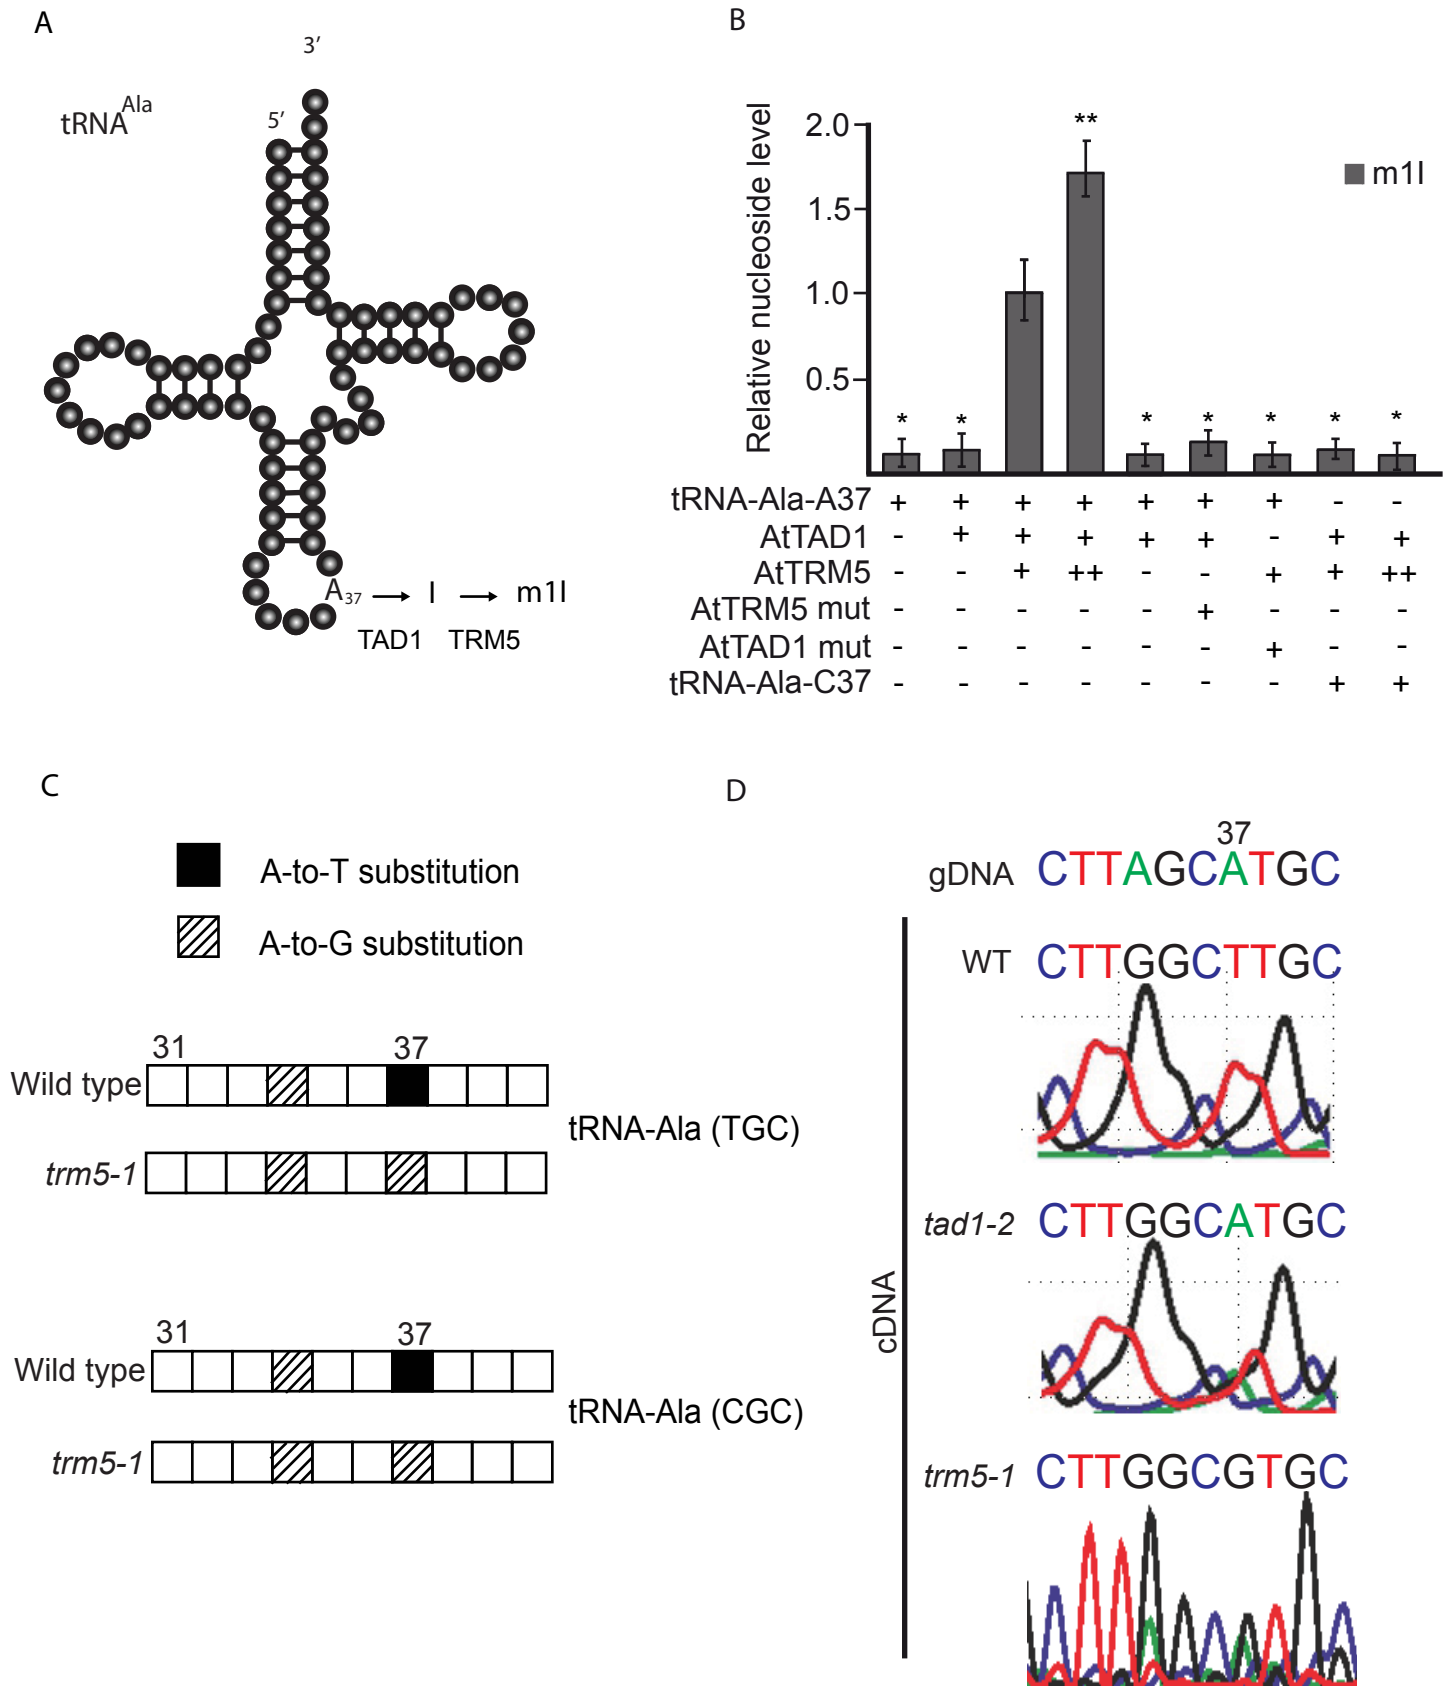 A
3'
5'
tRNA Ala
A37 → I → m1I
TAD1 TRM5
B
Relative nucleoside level
2.0
1.5
1.0
0.5
* * ** * * * * *
m1I
tRNA-Ala-A37 + + + + + + + - -
AtTAD1 - + + + + + - + +
AtTRM5 - - + ++ - - + + ++
AtTRM5 mut - - - - - + - - -
AtTAD1 mut - - - - - - + - -
tRNA-Ala-C37 - - - - - - - + +
C
A-to-T substitution
A-to-G substitution
31 37
Wild type
tRNA-Ala (TGC)
trm5-1
31 37
Wild type
tRNA-Ala (CGC)
trm5-1
D
37
gDNA CTTAGCATGC
cDNA
WT CTTGGCTTGC
tad1-2 CTTGGCATGC
trm5-1 CTTGGCGTGC